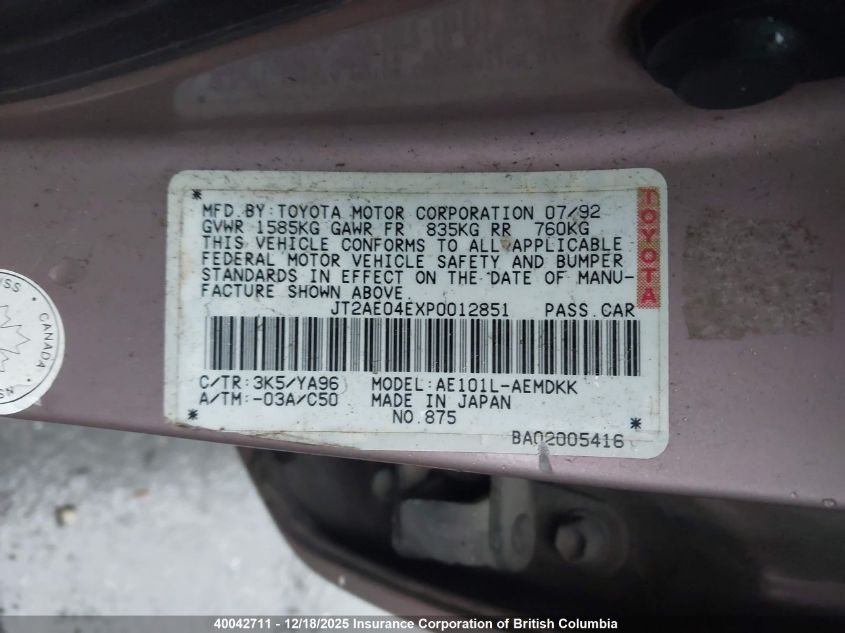 MFD.BY:TOYOTA MOTOR CORPORATION 07/92
GVWR 1585KG GAWR FR 835KG RR 760KG
THIS VEHICLE CONFORMS TO ALL APPLICABLE
FEDERAL MOTOR VEHICLE SAFETY AND BUMPER
STANDARDS IN EFFECT ON THE DATE OF MANU-
FACTURE SHOWN ABOVE.
TOYOTA
JT2AE04EXP0012851 PASS.CAR
C/TR:3K5/YA96 MODEL:AE101L-AEMDKK
A/TM:-03A/C50 MADE IN JAPAN
NO.875
BA02005416
CANADA
40042711 - 12/18/2025 Insurance Corporation of British Columbia